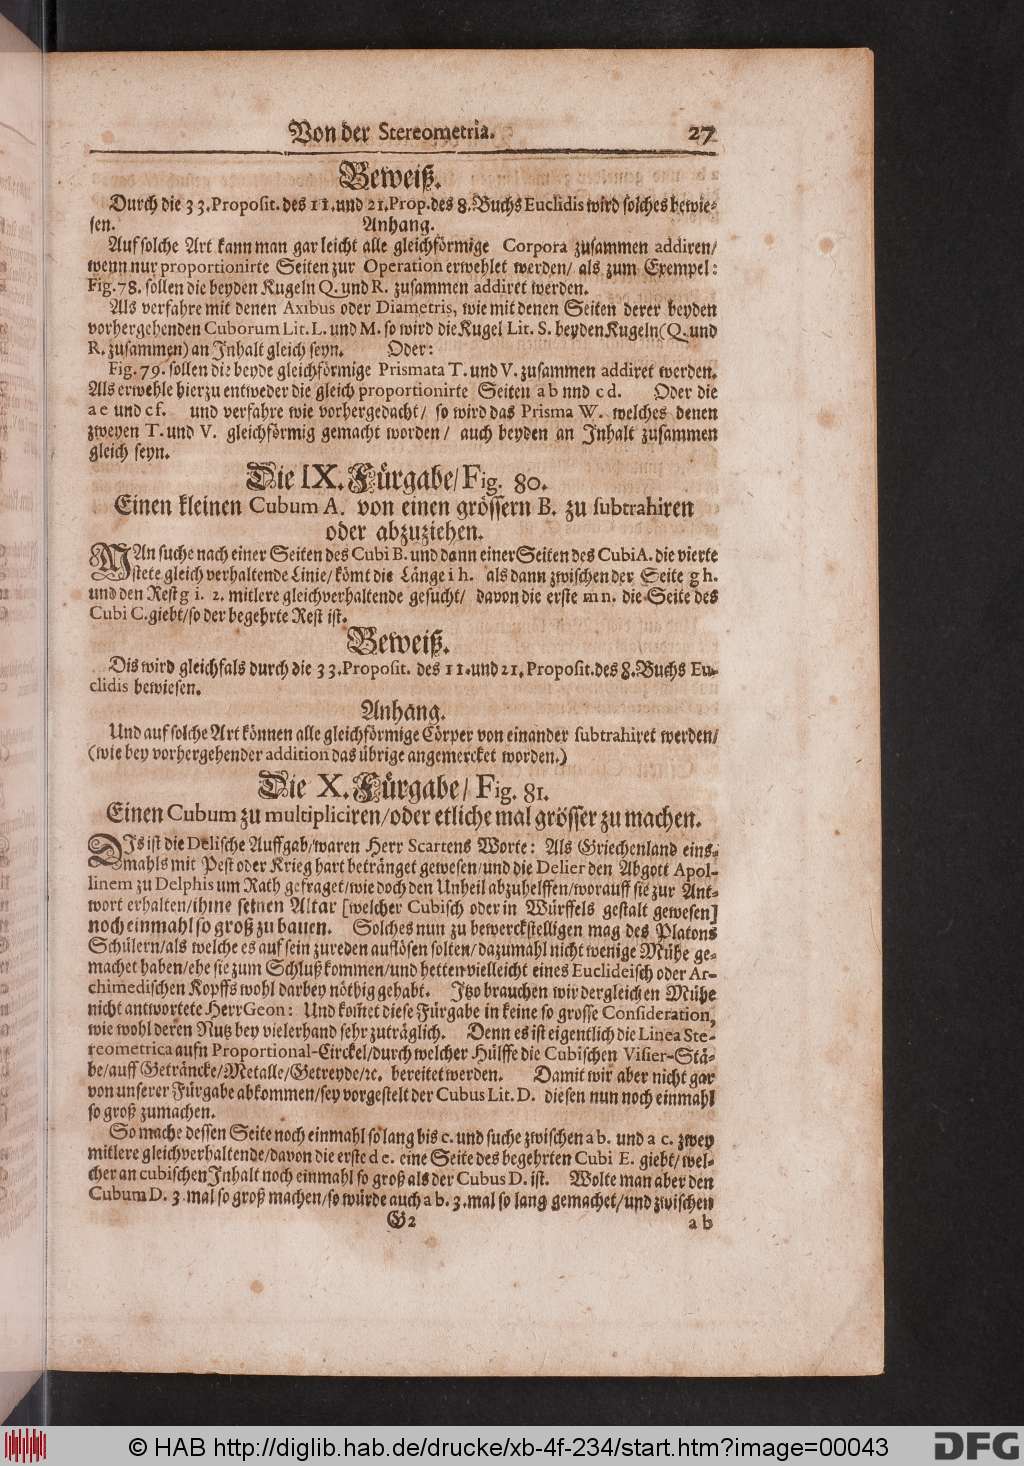 Von der Stereometria. 27
Beweiß.
Durch die 33. Proposit. des 11. und 21. Prop. des 8. Buchs Euclidis wird solches bewie-
sen. Anhang.
Auf solche Art kann man gar leicht alle gleichförmige Corpora zusammen addiren/
wenn nur proportionirte Seiten zur Operation erwehlet werden/ als zum Exempel:
Fig. 78. sollen die beyden Kugeln Q. und R. zusammen addiret werden.
Als verfahre mit denen Axibus oder Diametris, wie mit denen Seiten derer beyden
vorhergehenden Cuborum Lit. L. und M. so wird die Kugel Lit. S. beyden Kugeln (Q. und
R. zusammen) an Inhalt gleich seyn. Oder:
Fig. 79. sollen die beyde gleichförmige Prismata T. und V. zusammen addiret werden.
Als erwehle hierzu entweder die gleich proportionirte Seiten a b nnd c d. Oder die
a e und c f. und verfahre wie vorhergedacht/ so wird das Prisma W. welches denen
zweyen T. und V. gleichförmig gemacht worden/ auch beyden an Inhalt zusammen
gleich seyn.
Die IX. Fürgabe/ Fig. 80.
Einen kleinen Cubum A. von einen grössern B. zu subtrahiren
oder abzuziehen.
MAn suche nach einer Seiten des Cubi B. und dann einer Seiten des Cubi A. die vierte
stete gleich verhaltende Linie/ kömt die Länge i h. als dann zwischen der Seite g h.
und den Rest g i. 2. mitlere gleichverhaltende gesucht/ davon die erste m n. die Seite des
Cubi C. giebt/ so der begehrte Rest ist.
Beweiß.
Dis wird gleichfals durch die 33. Proposit. des 11. und 21. Proposit. des 8. Buchs Eu-
clidis bewiesen.
Anhang.
Und auf solche Art können alle gleichförmige Cörper von einander subtrahiret werden/
(wie bey vorhergehender addition das übrige angemercket worden.)
Die X. Fürgabe/ Fig. 81.
Einen Cubum zu multipliciren/ oder etliche mal grösser zu machen.
DIs ist die Delische Auffgab/ waren Herr Scartens Worte: Als Griechenland eins-
mahls mit Pest oder Krieg hart betränget gewesen/ und die Delier den Abgott Apol-
linem zu Delphis um Rath gefraget/ wie doch den Unheil abzuhelffen/ worauff sie zur Ant-
wort erhalten/ ihme seinen Altar [welcher Cubisch oder in Würffels gestalt gewesen]
noch einmahl so groß zu bauen. Solches nun zu bewerckstelligen mag des Platons
Schülern/ als welche es auf sein zureden auflösen solten/ dazumahl nicht wenige Mühe ge-
machet haben/ ehe sie zum Schluß kommen/ und hetten vielleicht eines Euclideisch oder Ar-
chimedischen Kopffs wohl darbey nöthig gehabt. Itzo brauchen wir dergleichen Mühe
nicht antwortete Herr Geon: Und komet diese Fürgabe in keine so grosse Consideration,
wie wohl deren Nutz bey vielerhand sehr zuträglich. Denn es ist eigentlich die Linea Ste-
reometrica aufn Proportional-Circkel/ durch welcher Hülffe die Cubischen Visier-Stä-
be/ auff Geträncke/ Metalle/ Getreyde/ ꝛc. bereitet werden. Damit wir aber nicht gar
von unserer Fürgabe abkommen/ sey vorgestelt der Cubus Lit. D. diesen nun noch einmahl
so groß zumachen.
So mache dessen Seite noch einmahl so lang bis c. und suche zwischen a b. und a c. zwey
mitlere gleichverhaltende/ davon die erste d e. eine Seite des begehrten Cubi E. giebt/ wel-
cher an cubischen Inhalt noch einmahl so groß als der Cubus D. ist. Wolte man aber den
Cubum D. 3. mal so groß machen/ so würde auch a b. 3. mal so lang gemachet/ und zwischen
G 2 a b
© HAB http://diglib.hab.de/drucke/xb-4f-234/start.htm?image=00043
DFG